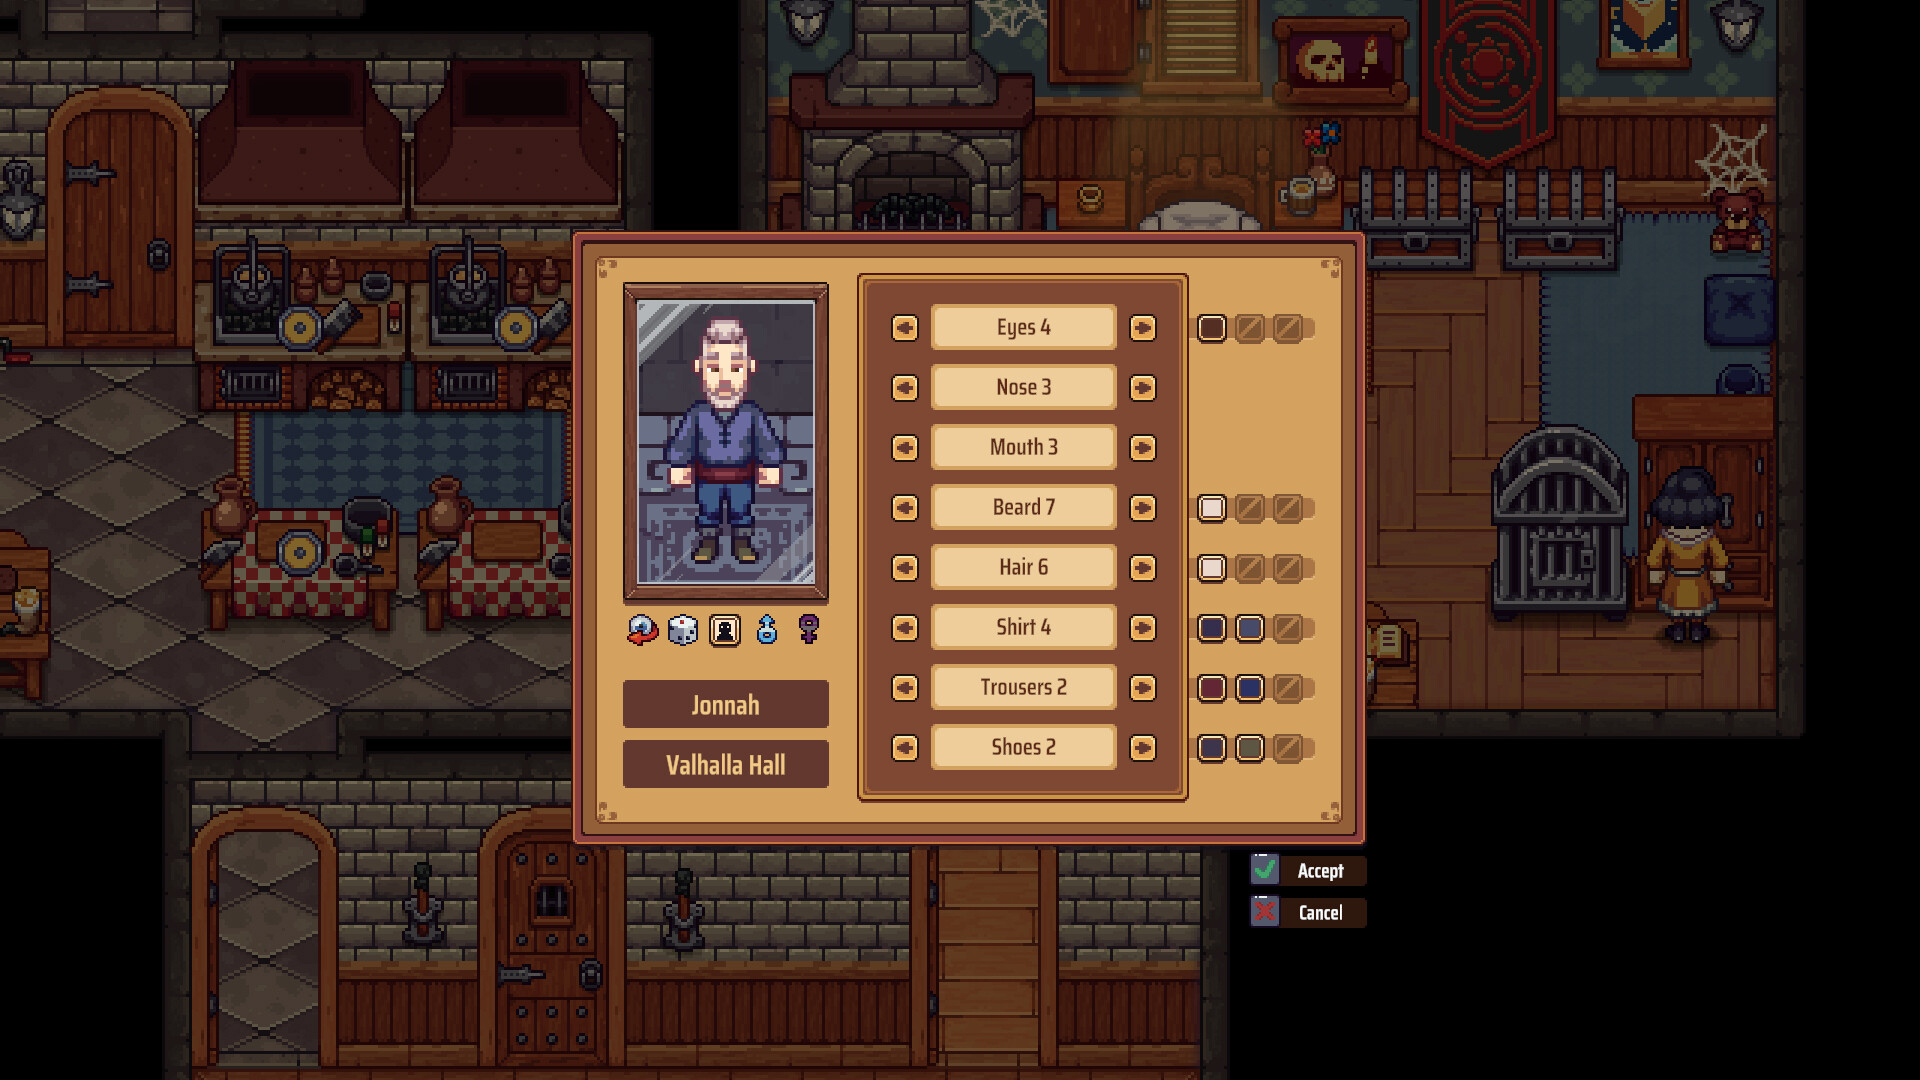 Eyes 4
Nose 3
Mouth 3
Beard 7
Hair 6
Shirt 4
Trousers 2
Shoes 2
Jonnah
Valhalla Hall
Accept
Cancel